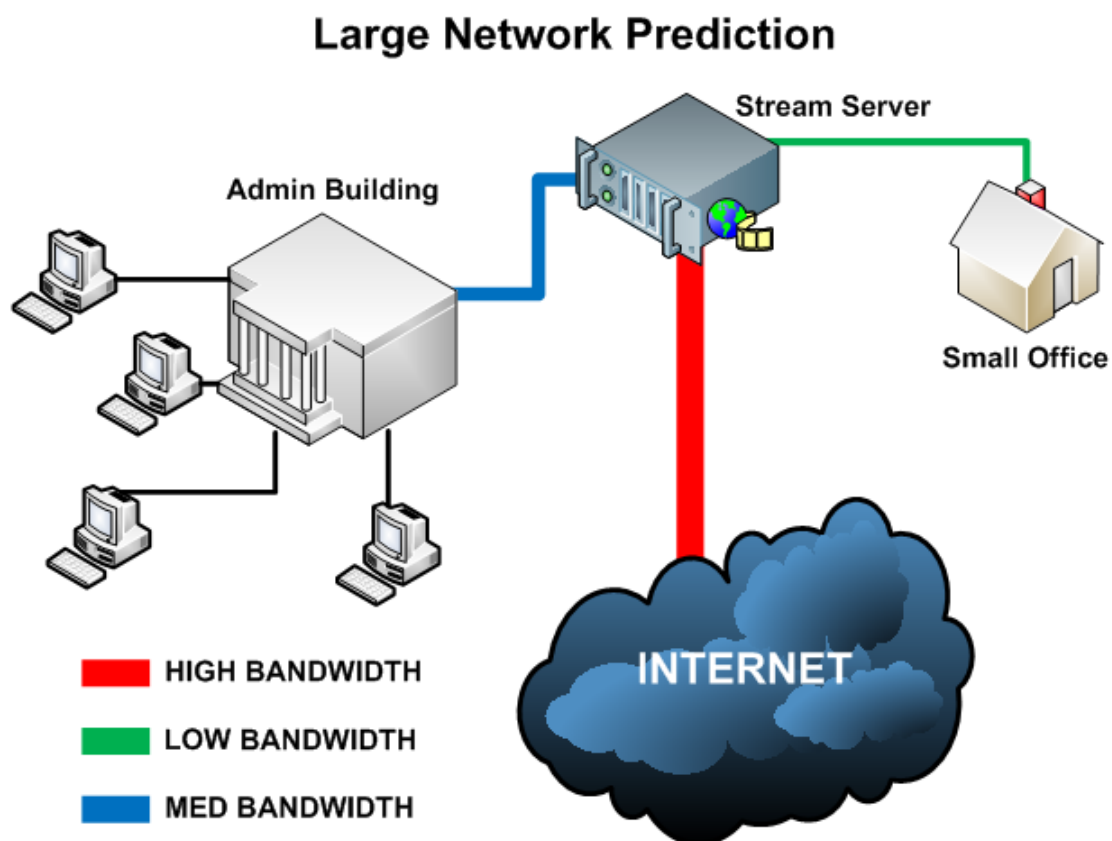 Large Network Prediction
Stream Server
Admin Building
Small Office
INTERNET
HIGH BANDWIDTH
LOW BANDWIDTH
MED BANDWIDTH